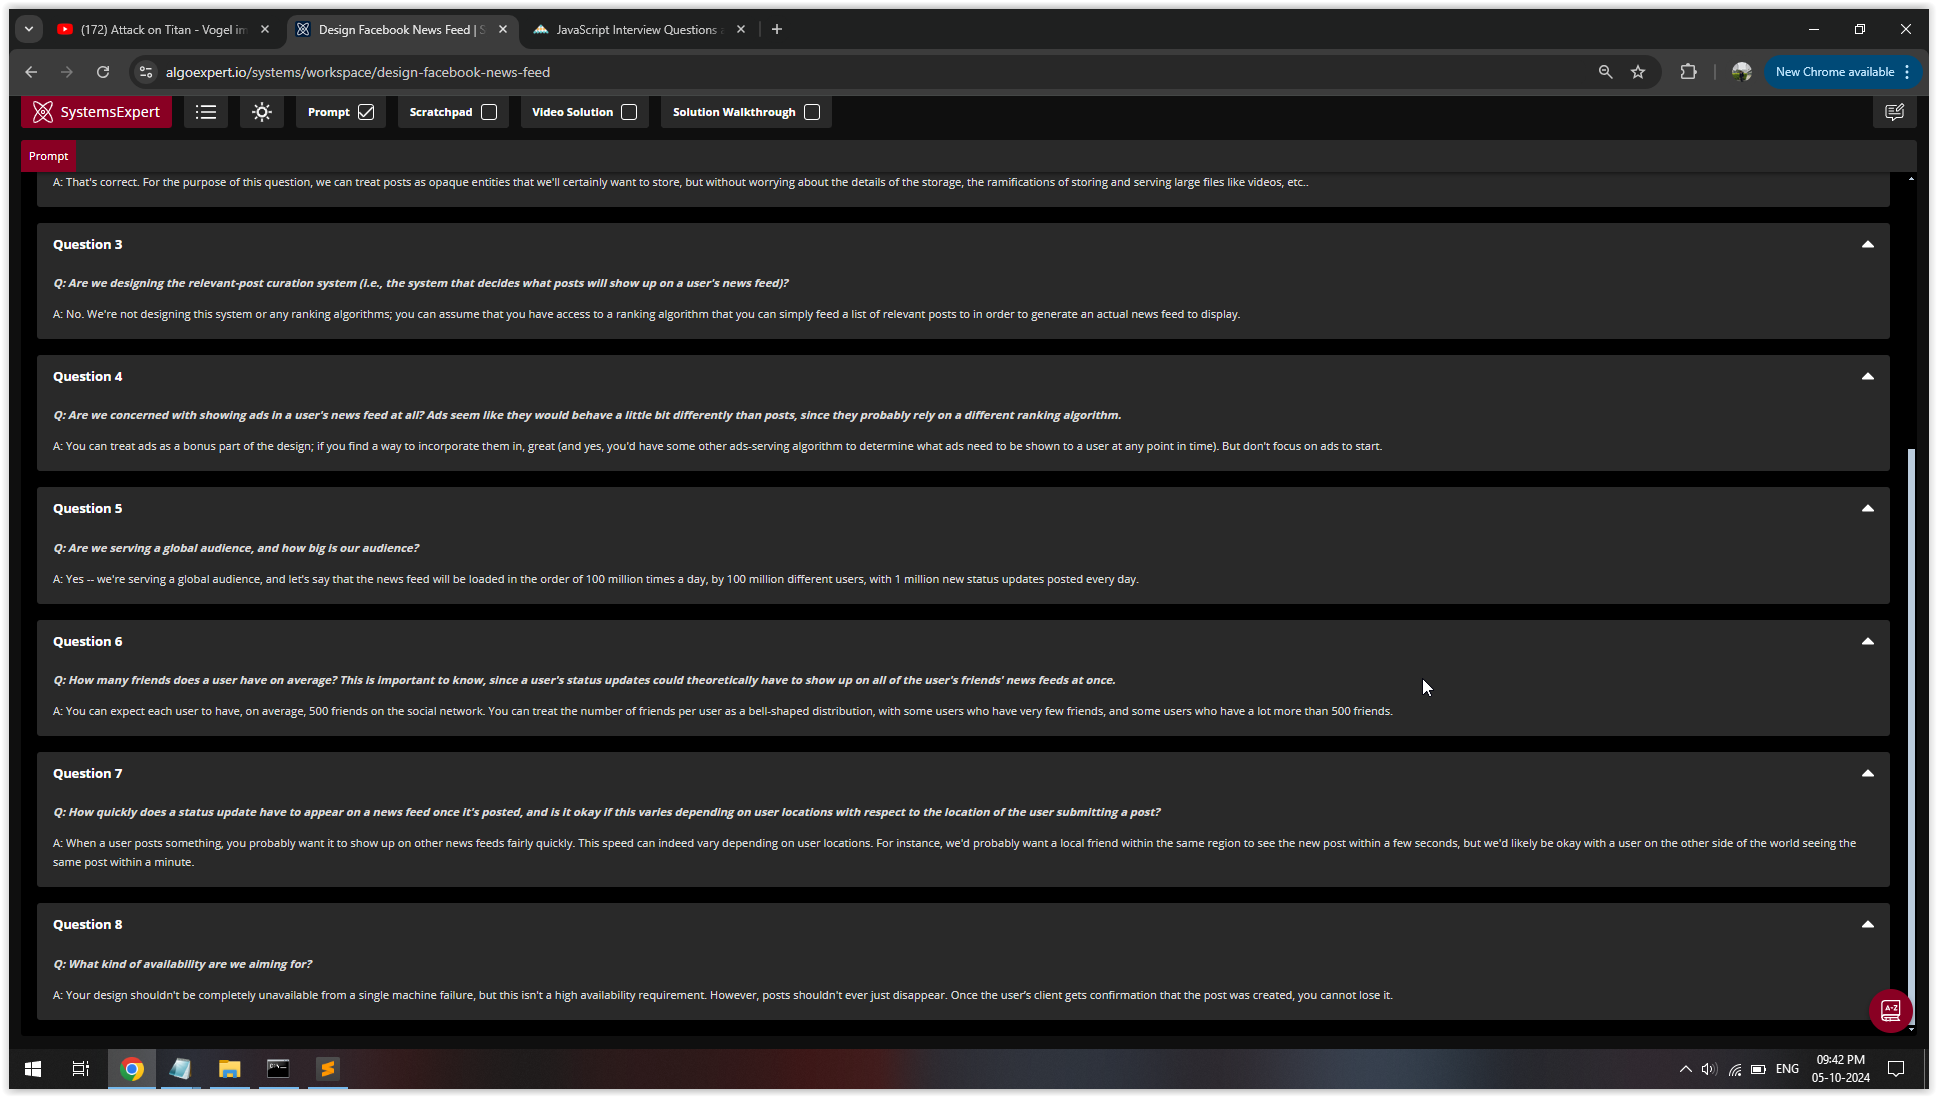 (172) Attack on Titan - Vogel im
Design Facebook News Feed | S
JavaScript Interview Questions
algoexpert.io/systems/workspace/design-facebook-news-feed
New Chrome available
SystemsExpert
Prompt
Scratchpad
Video Solution
Solution Walkthrough
Prompt
A: That's correct. For the purpose of this question, we can treat posts as opaque entities that we'll certainly want to store, but without worrying about the details of the storage, the ramifications of storing and serving large files like videos, etc..
Question 3
Q: Are we designing the relevant-post curation system (i.e., the system that decides what posts will show up on a user's news feed)?
A: No. We're not designing this system or any ranking algorithms; you can assume that you have access to a ranking algorithm that you can simply feed a list of relevant posts to in order to generate an actual news feed to display.
Question 4
Q: Are we concerned with showing ads in a user's news feed at all? Ads seem like they would behave a little bit differently than posts, since they probably rely on a different ranking algorithm.
A: You can treat ads as a bonus part of the design; if you find a way to incorporate them in, great (and yes, you'd have some other ads-serving algorithm to determine what ads need to be shown to a user at any point in time). But don't focus on ads to start.
Question 5
Q: Are we serving a global audience, and how big is our audience?
A: Yes -- we're serving a global audience, and let's say that the news feed will be loaded in the order of 100 million times a day, by 100 million different users, with 1 million new status updates posted every day.
Question 6
Q: How many friends does a user have on average? This is important to know, since a user's status updates could theoretically have to show up on all of the user's friends' news feeds at once.
A: You can expect each user to have, on average, 500 friends on the social network. You can treat the number of friends per user as a bell-shaped distribution, with some users who have very few friends, and some users who have a lot more than 500 friends.
Question 7
Q: How quickly does a status update have to appear on a news feed once it's posted, and is it okay if this varies depending on user locations with respect to the location of the user submitting a post?
A: When a user posts something, you probably want it to show up on other news feeds fairly quickly. This speed can indeed vary depending on user locations. For instance, we'd probably want a local friend within the same region to see the new post within a few seconds, but we'd likely be okay with a user on the other side of the world seeing the
same post within a minute.
Question 8
Q: What kind of availability are we aiming for?
A: Your design shouldn't be completely unavailable from a single machine failure, but this isn't a high availability requirement. However, posts shouldn't ever just disappear. Once the user's client gets confirmation that the post was created, you cannot lose it.
A-Z
ENG
09:42 PM
05-10-2024